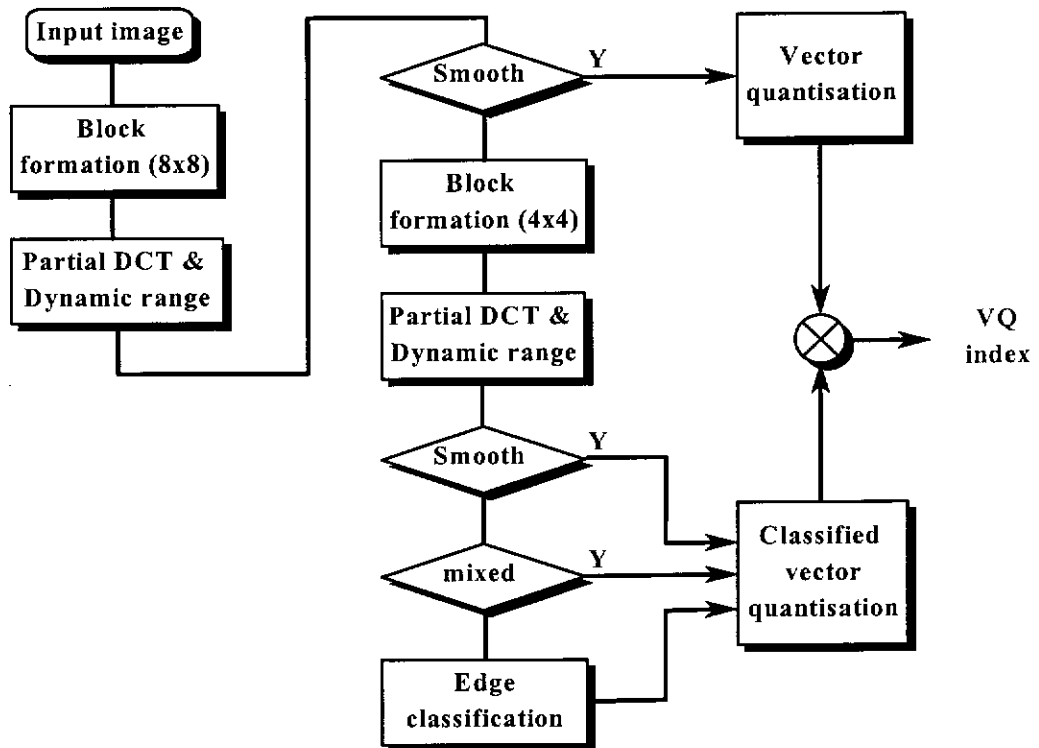 Input image
Block
formation (8x8)
Partial DCT &
Dynamic range
Smooth
Y
Vector
quantisation
Block
formation (4x4)
Partial DCT &
Dynamic range
VQ
index
Smooth
Y
mixed
Y
Classified
vector
quantisation
Edge
classification